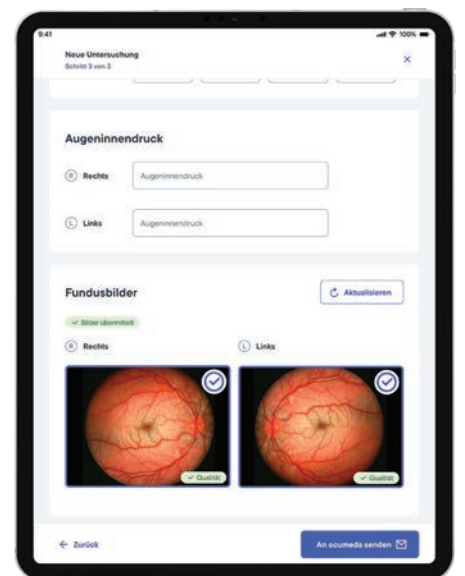 9:41
100%
Neue Untersuchung
Schritt 3 von 3
Augeninnendruck
R Rechts Augeninnendruck
L Links Augeninnendruck
Fundusbilder
Aktualisieren
Bilder übermittelt
R Rechts
L Links
Qualität
Qualität
Zurück
An ocumeda senden